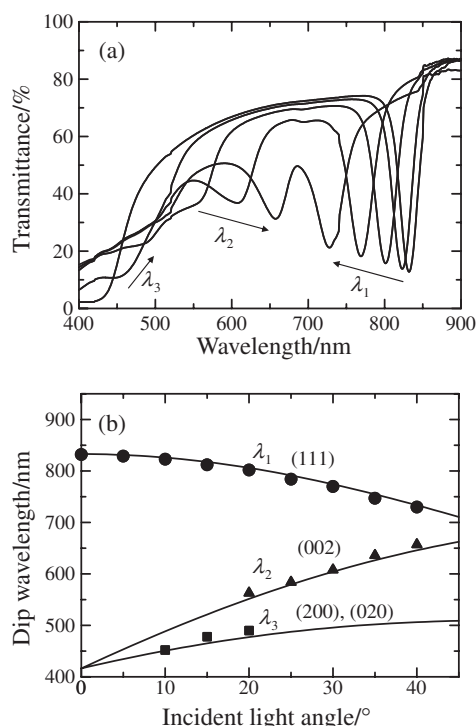 (a)
Transmittance/%
100
80
60
40
20
0
λ3
λ2
λ1
400 500 600 700 800 900
Wavelength/nm
(b)
Dip wavelength/nm
900
800
700
600
500
400
λ1 (111)
λ2 (002)
λ3 (200), (020)
0 10 20 30 40
Incident light angle/°